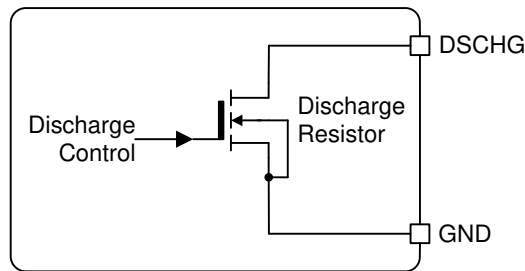 DSCHG
Discharge
Resistor
Discharge
Control
GND